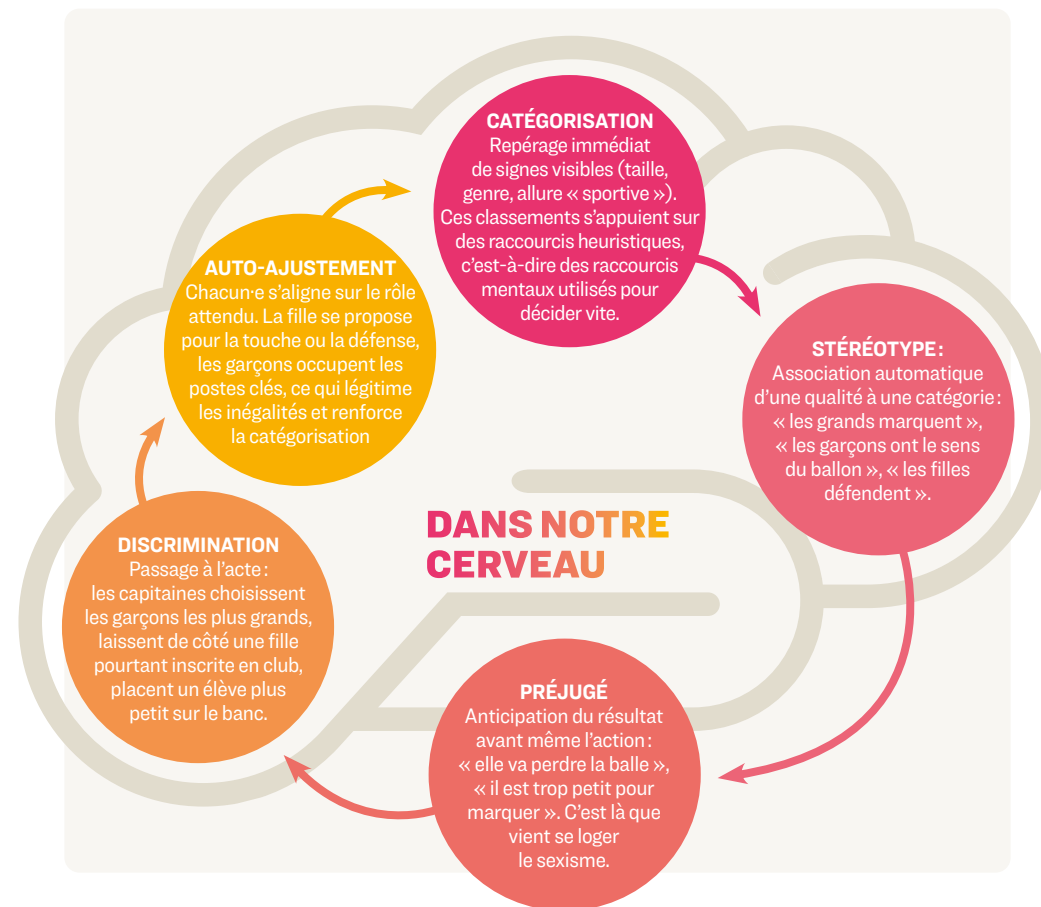 CATÉGORISATION
Repérage immédiat
de signes visibles (taille,
genre, allure « sportive »).
Ces classements s’appuient sur
des raccourcis heuristiques,
c’est-à-dire des raccourcis
mentaux utilisés pour
décider vite.
STÉRÉOTYPE :
Association automatique
d’une qualité à une catégorie :
« les grands marquent »,
« les garçons ont le sens
du ballon », « les filles
défendent ».
PRÉJUGÉ
Anticipation du résultat
avant même l’action :
« elle va perdre la balle »,
« il est trop petit pour
marquer ». C’est là que
vient se loger
le sexisme.
DISCRIMINATION
Passage à l’acte :
les capitaines choisissent
les garçons les plus grands,
laissent de côté une fille
pourtant inscrite en club,
placent un élève plus
petit sur le banc.
AUTO-AJUSTEMENT
Chacun·e s’aligne sur le rôle
attendu. La fille se propose
pour la touche ou la défense,
les garçons occupent les
postes clés, ce qui légitime
les inégalités et renforce
la catégorisation
DANS NOTRE
CERVEAU